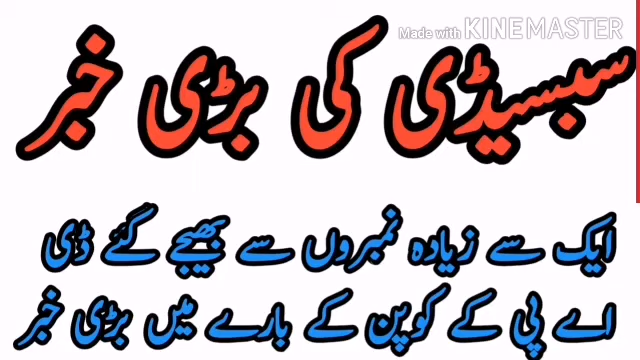 Made with KINEMASTER
سبسیڈی کی بڑی خبر
ایک سے زیادہ نمبروں سے بھیجے گئے ڈی
اے پی کے کوپن کے بارے میں بڑی خبر